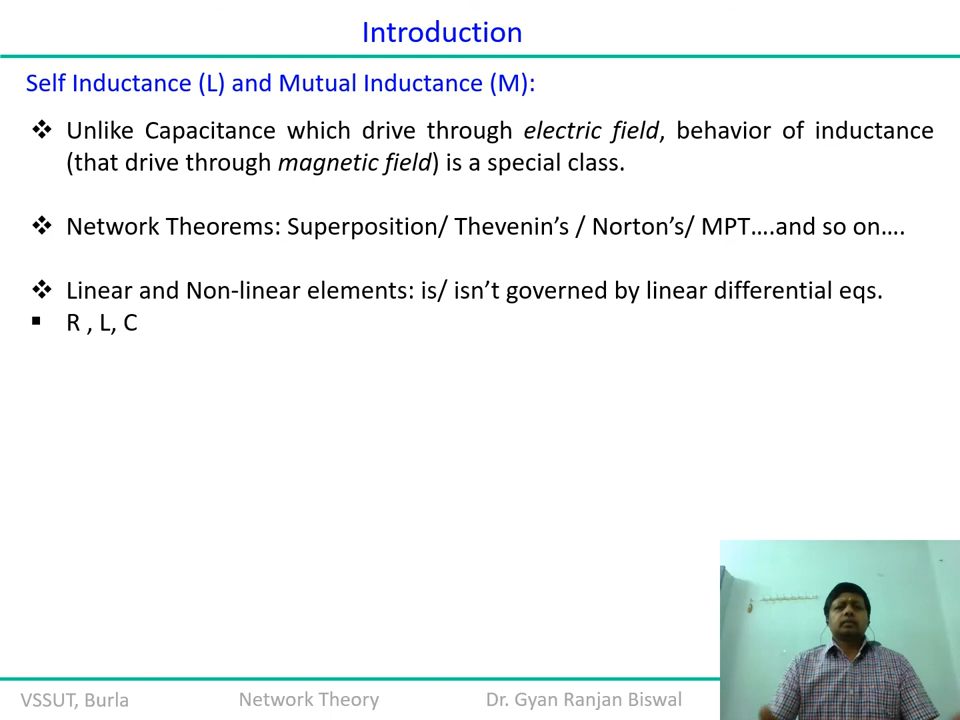 Introduction
Self Inductance (L) and Mutual Inductance (M):
❖ Unlike Capacitance which drive through electric field, behavior of inductance
(that drive through magnetic field) is a special class.
❖ Network Theorems: Superposition/ Thevenin’s / Norton’s/ MPT….and so on….
❖ Linear and Non-linear elements: is/ isn’t governed by linear differential eqs.
▪ R , L, C
VSSUT, Burla Network Theory Dr. Gyan Ranjan Biswal